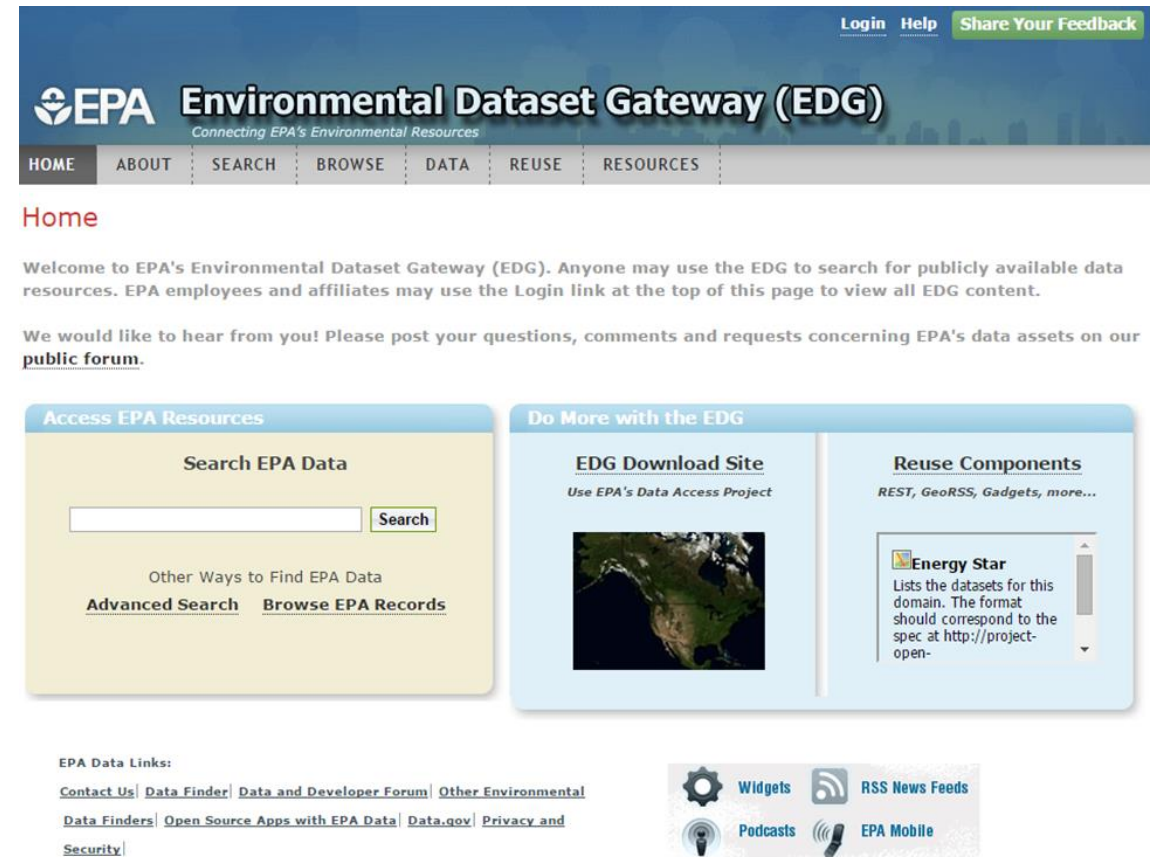 Login Help Share Your Feedback
EPA Environmental Dataset Gateway (EDG)
Connecting EPA's Environmental Resources
HOME ABOUT SEARCH BROWSE DATA REUSE RESOURCES
Home
Welcome to EPA's Environmental Dataset Gateway (EDG). Anyone may use the EDG to search for publicly available data
resources. EPA employees and affiliates may use the Login link at the top of this page to view all EDG content.
We would like to hear from you! Please post your questions, comments and requests concerning EPA's data assets on our
public forum.
Access EPA Resources
Search EPA Data
Search
Other Ways to Find EPA Data
Advanced Search Browse EPA Records
Do More with the EDG
EDG Download Site
Use EPA's Data Access Project
Reuse Components
REST, GeoRSS, Gadgets, more...
Energy Star
Lists the datasets for this
domain. The format
should correspond to the
spec at http://project-
open-
EPA Data Links:
Contact Us| Data Finder| Data and Developer Forum| Other Environmental
Data Finders| Open Source Apps with EPA Data| Data.gov| Privacy and
Security|
Widgets RSS News Feeds
Podcasts EPA Mobile